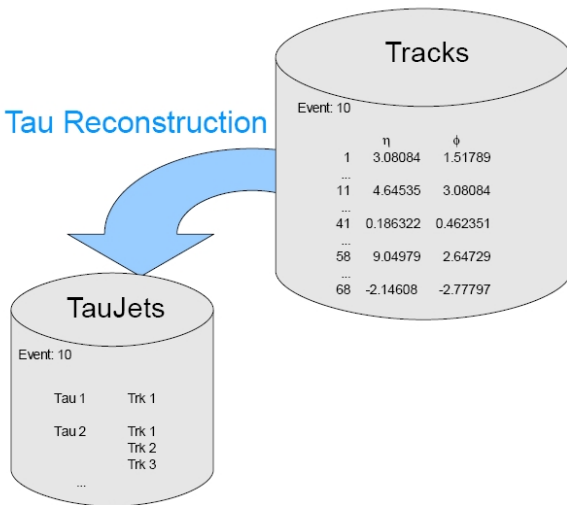 Tracks
Event: 10
η ϕ
1 3.08084 1.51789
...
11 4.64535 3.08084
...
41 0.186322 0.462351
...
58 9.04979 2.64729
...
68 -2.14608 -2.77797
Tau Reconstruction
TauJets
Event: 10
Tau 1 Trk 1
Tau 2 Trk 1
Trk 2
Trk 3
...